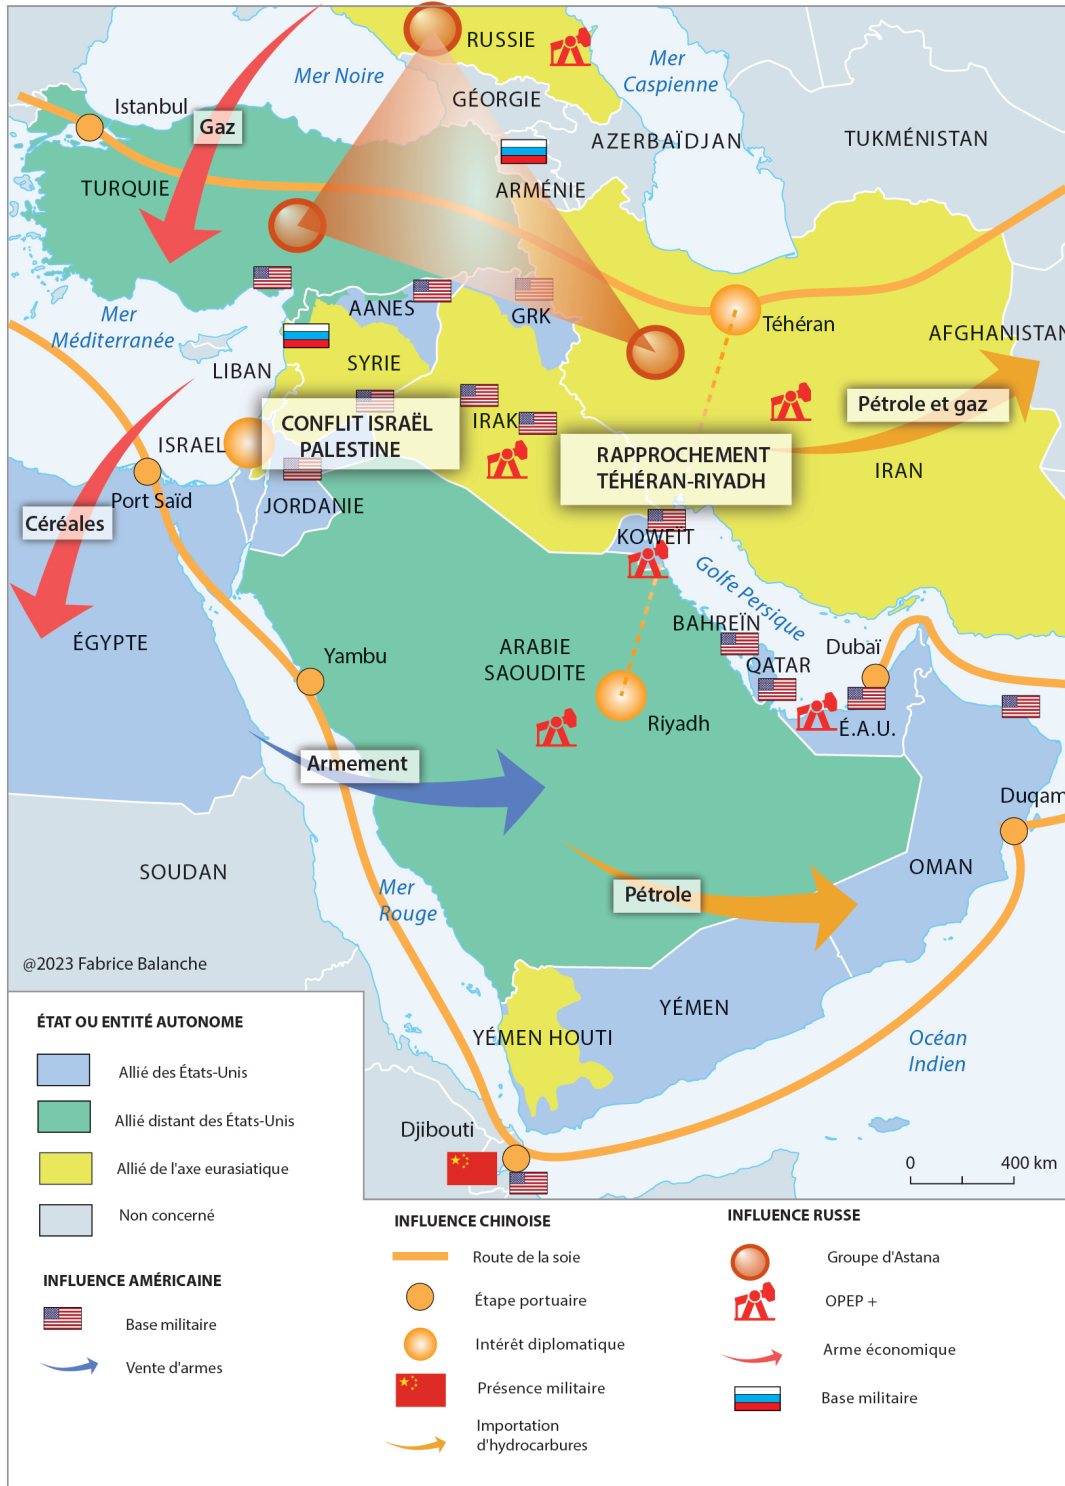 RUSSIE
Mer Noire
Mer
Caspienne
GÉORGIE
Istanbul
Gaz
AZERBAÏDJAN
TUKMÉNISTAN
TURQUIE
ARMÉNIE
AANES
GRK
Mer
Méditerranée
Téhéran
AFGHANISTAN
LIBAN
SYRIE
Pétrole et gaz
CONFLIT ISRAËL
PALESTINE
IRAK
ISRAEL
RAPPROCHEMENT
TÉHÉRAN-RIYADH
IRAN
Port Saïd
JORDANIE
Céréales
KOWEÏT
Golfe Persique
ÉGYPTE
BAHREÏN
ARABIE
SAOUDITE
Yambu
Dubaï
QATAR
Riyadh
É.A.U.
Armement
Duqam
SOUDAN
OMAN
Mer
Rouge
Pétrole
@2023 Fabrice Balanche
YÉMEN
YÉMEN HOUTI
Océan
Indien
Djibouti
0 400 km
ÉTAT OU ENTITÉ AUTONOME
Allié des États-Unis
Allié distant des États-Unis
Allié de l'axe eurasiatique
Non concerné
INFLUENCE AMÉRICAINE
Base militaire
Vente d'armes
INFLUENCE CHINOISE
Route de la soie
Étape portuaire
Intérêt diplomatique
Présence militaire
Importation
d'hydrocarbures
INFLUENCE RUSSE
Groupe d'Astana
OPEP +
Arme économique
Base militaire